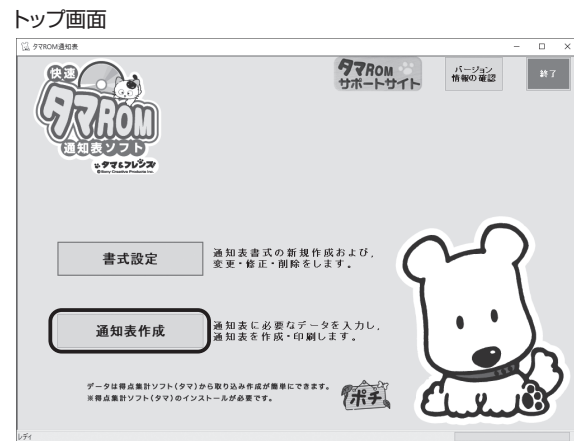 トップ画面
タマROM通知表
快速
タマROM
通知表ソフト
タマ&フレンズ
©Sony Creative Products Inc.
タマROM
サポートサイト
バージョン
情報の確認
終了
書式設定
通知表書式の新規作成および,
変更・修正・削除をします。
通知表作成
通知表に必要なデータを入力し,
通知表を作成・印刷します。
データは得点集計ソフト(タマ)から取り込み作成が簡単にできます。
※得点集計ソフト(タマ)のインストールが必要です。
ポチ
レディ